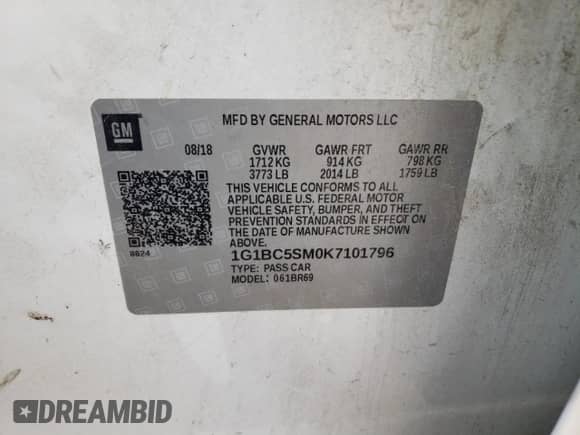 GM
MFD BY GENERAL MOTORS LLC
08/18 GVWR GAWR FRT GAWR RR
1712 KG 914 KG 798 KG
3773 LB 2014 LB 1759 LB
THIS VEHICLE CONFORMS TO ALL
APPLICABLE U.S. FEDERAL MOTOR
VEHICLE SAFETY, BUMPER, AND THEFT
PREVENTION STANDARDS IN EFFECT ON
THE DATE OF MANUFACTURE SHOWN
ABOVE.
8624
1G1BC5SM0K7101796
TYPE: PASS CAR
MODEL: 061BR69
#DREAMBID